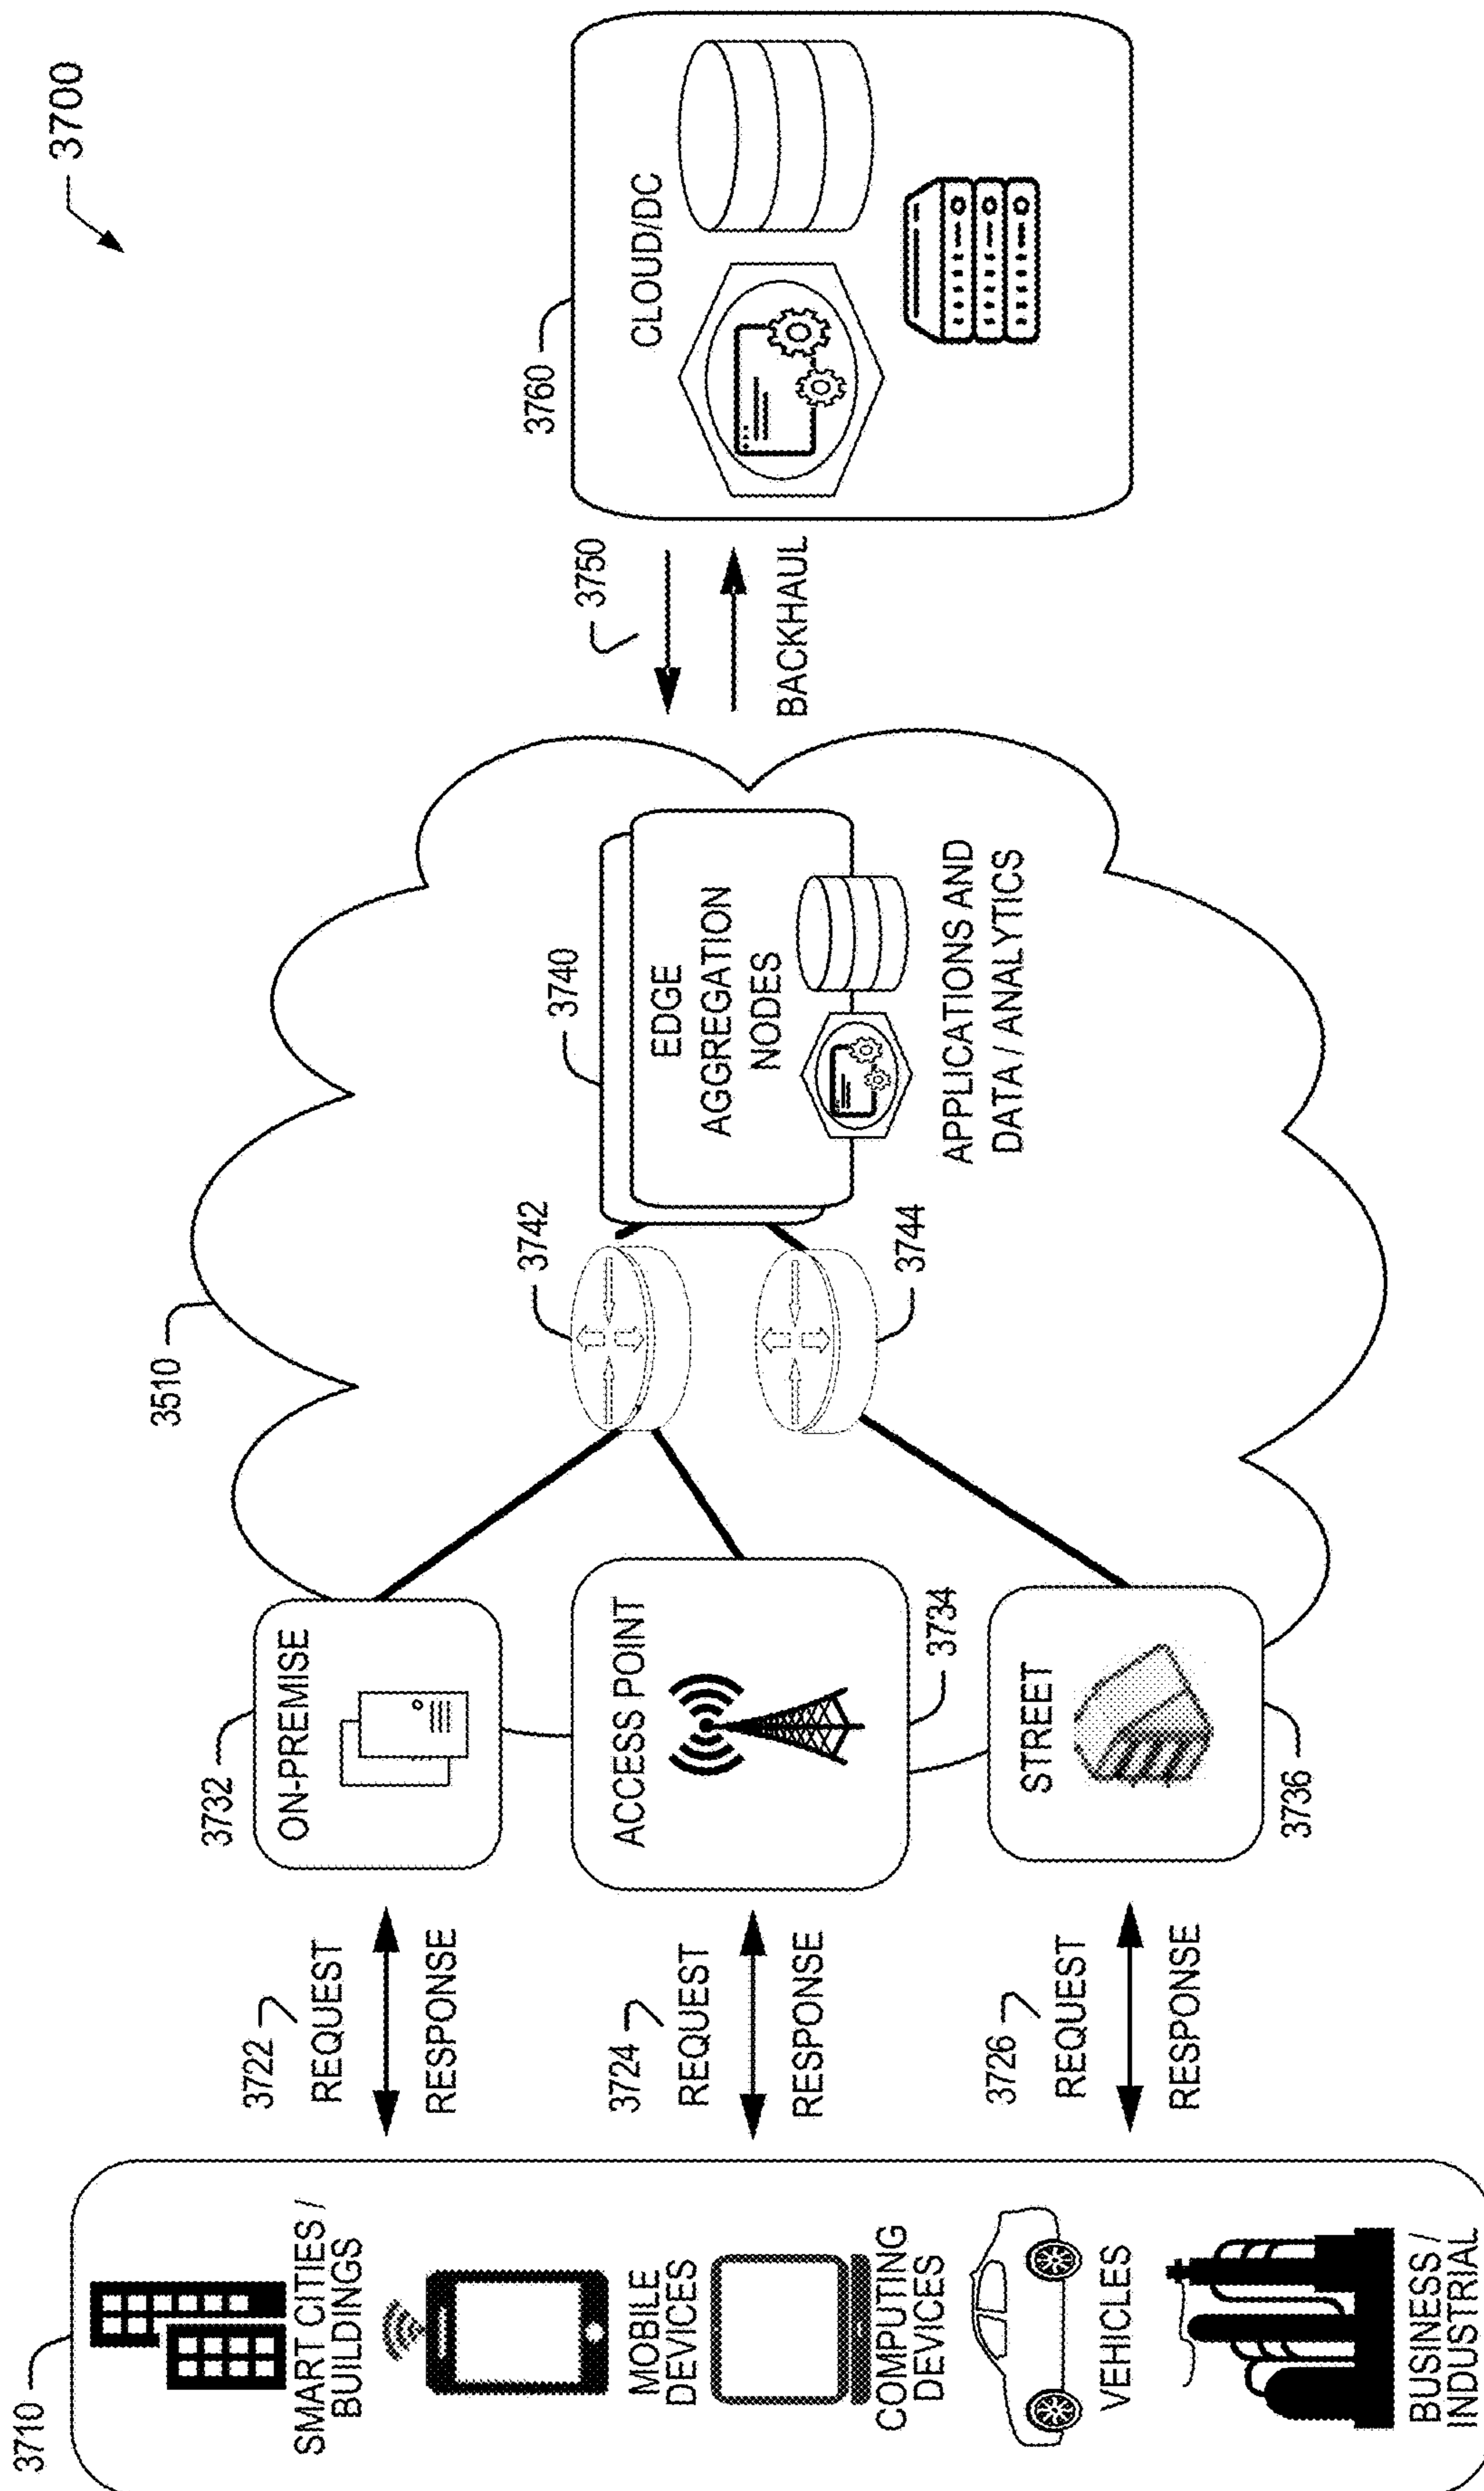 3700
3710
SMART CITIES /
BUILDINGS
MOBILE
DEVICES
COMPUTING
DEVICES
VEHICLES
BUSINESS /
INDUSTRIAL
3722
REQUEST
RESPONSE
3724
REQUEST
RESPONSE
3726
REQUEST
RESPONSE
3732
ON-PREMISE
ACCESS POINT
3734
STREET
3736
3510
3742
3744
3740
EDGE
AGGREGATION
NODES
APPLICATIONS AND
DATA / ANALYTICS
3750
BACKHAUL
3760
CLOUD/DC